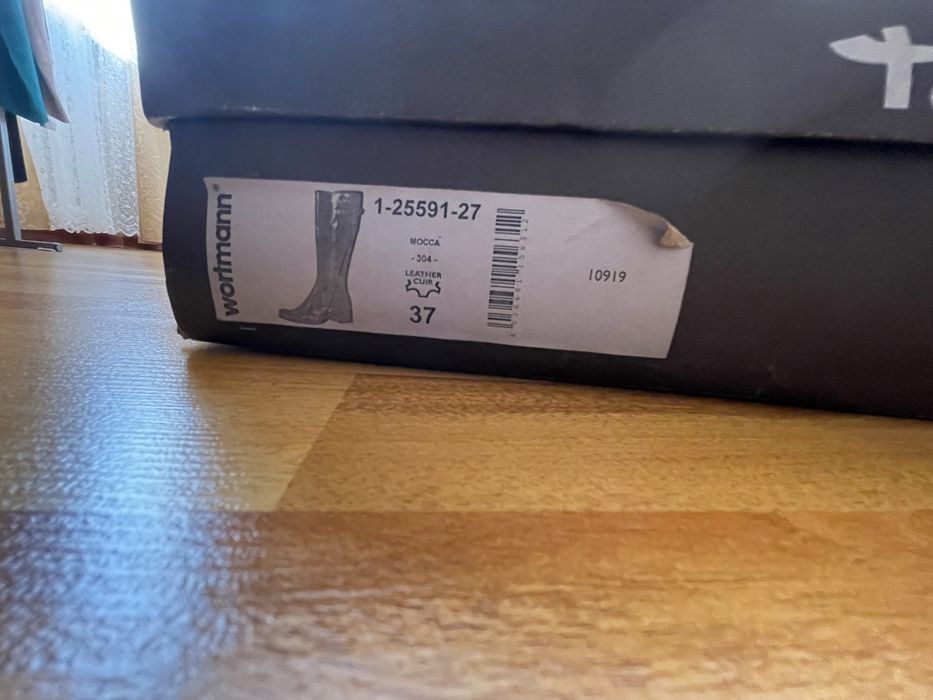 wortmann®
1-25591-27
MOCCA
- 304 -
LEATHER
CUIR
37
10919